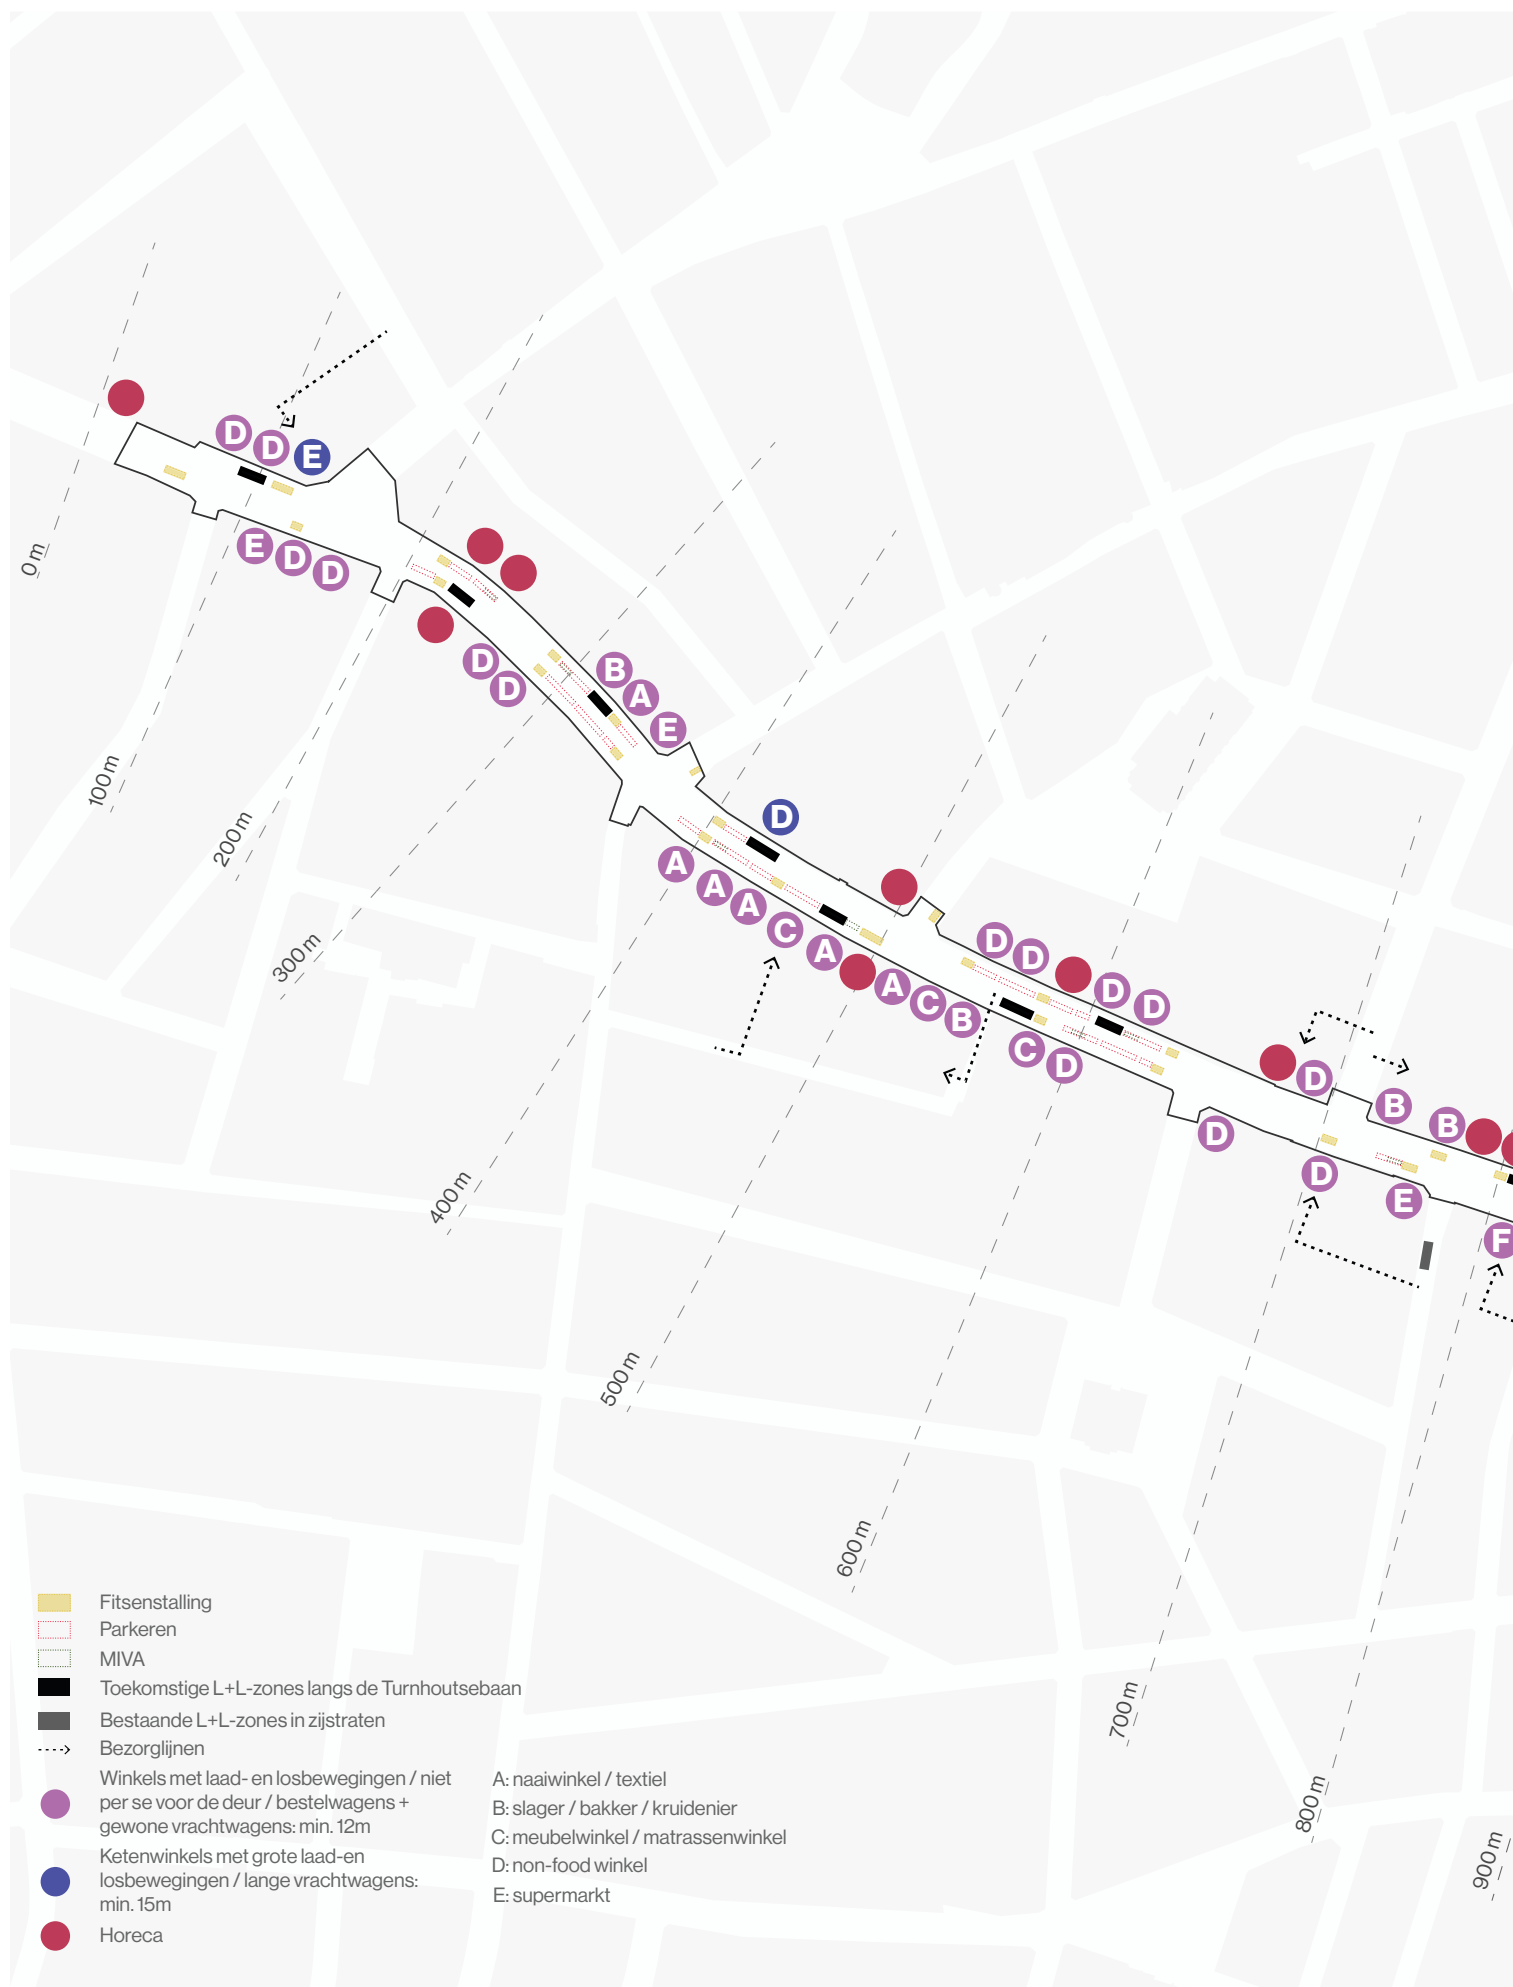 D
D
E
0 m
E
D
D
D
D
B
A
E
100 m
D
200 m
A
A
A
C
A
300 m
D
D
A
C
B
D
D
C
D
D
B
B
D
400 m
D
E
F
500 m
600 m
700 m
800 m
900 m
Fitsenstalling
Parkeren
MIVA
Toekomstige L+L-zones langs de Turnhoutsebaan
Bestaande L+L-zones in zijstraten
Bezorglijnen
Winkels met laad- en losbewegingen / niet
per se voor de deur / bestelwagens +
gewone vrachtwagens: min. 12m
Ketenwinkels met grote laad-en
losbewegingen / lange vrachtwagens:
min. 15m
Horeca
A: naaiwinkel / textiel
B: slager / bakker / kruidenier
C: meubelwinkel / matrassenwinkel
D: non-food winkel
E: supermarkt